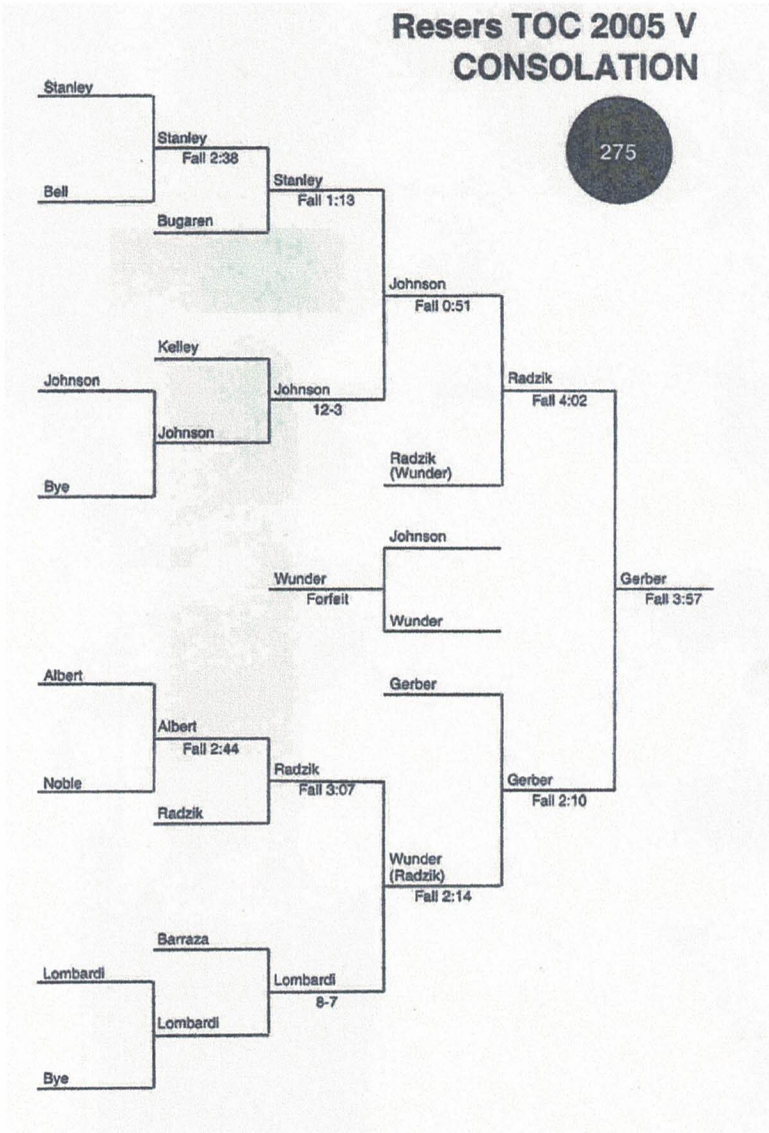 Resers TOC 2005 V
CONSOLATION
275
Stanley
Stanley
Fall 2:38
Stanley
Fall 1:13
Bell
Bugaren
Johnson
Fall 0:51
Kelley
Johnson
Johnson
12-3
Radzik
Fall 4:02
Johnson
Bye
Radzik
(Wunder)
Johnson
Wunder
Forfeit
Gerber
Fall 3:57
Wunder
Albert
Gerber
Albert
Fall 2:44
Radzik
Fall 3:07
Noble
Gerber
Fall 2:10
Radzik
Wunder
(Radzik)
Fall 2:14
Barraza
Lombardi
Lombardi
8-7
Lombardi
Bye